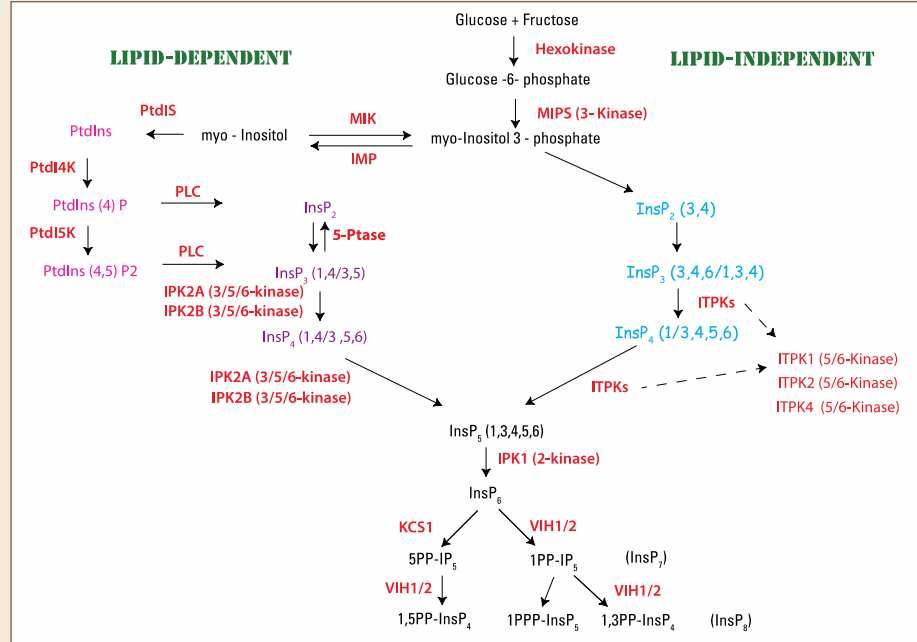 Glucose + Fructose
LIPID-DEPENDENT
LIPID-INDEPENDENT
Hexokinase
Glucose -6- phosphate
PtdIS
MIPS (3- Kinase)
PtdIns
myo - Inositol
MIK
myo-Inositol 3 - phosphate
IMP
PtdI4K
PtdIns (4) P
PLC
InsP₂
InsP₂ (3,4)
PtdI5K
5-Ptase
PLC
PtdIns (4,5) P2
InsP₃ (1,4/3,5)
InsP₃ (3,4,6/1,3,4)
IPK2A (3/5/6-kinase)
IPK2B (3/5/6-kinase)
ITPKs
InsP₄ (1,4/3 ,5,6)
InsP₄ (1/3,4,5,6)
ITPK1 (5/6-Kinase)
IPK2A (3/5/6-kinase)
ITPKs
ITPK2 (5/6-Kinase)
IPK2B (3/5/6-kinase)
ITPK4 (5/6-Kinase)
InsP₅ (1,3,4,5,6)
IPK1 (2-kinase)
InsP₆
KCS1
VIH1/2
5PP-IP₅
1PP-IP₅
(InsP₇)
VIH1/2
VIH1/2
1,5PP-InsP₄
1PPP-InsP₅
1,3PP-InsP₄
(InsP₈)